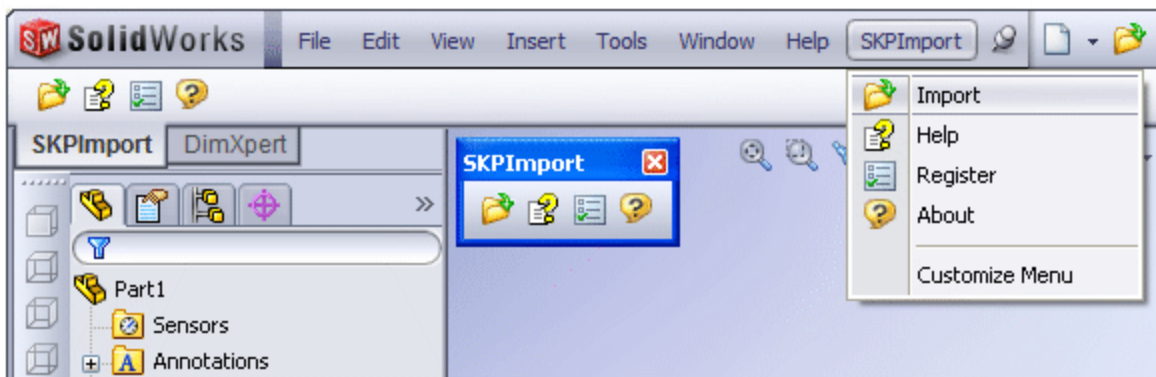 SW SolidWorks File Edit View Insert Tools Window Help SKPImport
Import
SKPImport DimXpert
SKPImport
Help
Register
About
Part1
Customize Menu
Sensors
A Annotations